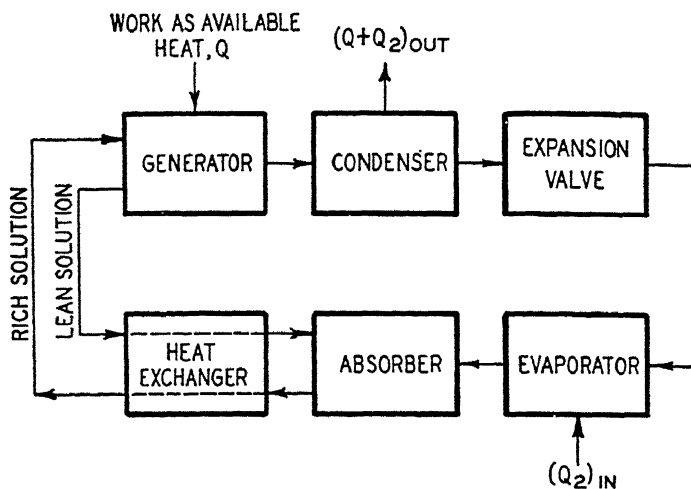 WORK AS AVAILABLE
HEAT, Q
(Q+Q₂)OUT
GENERATOR
CONDENSER
EXPANSION
VALVE
RICH SOLUTION
LEAN SOLUTION
HEAT
EXCHANGER
ABSORBER
EVAPORATOR
(Q₂)IN